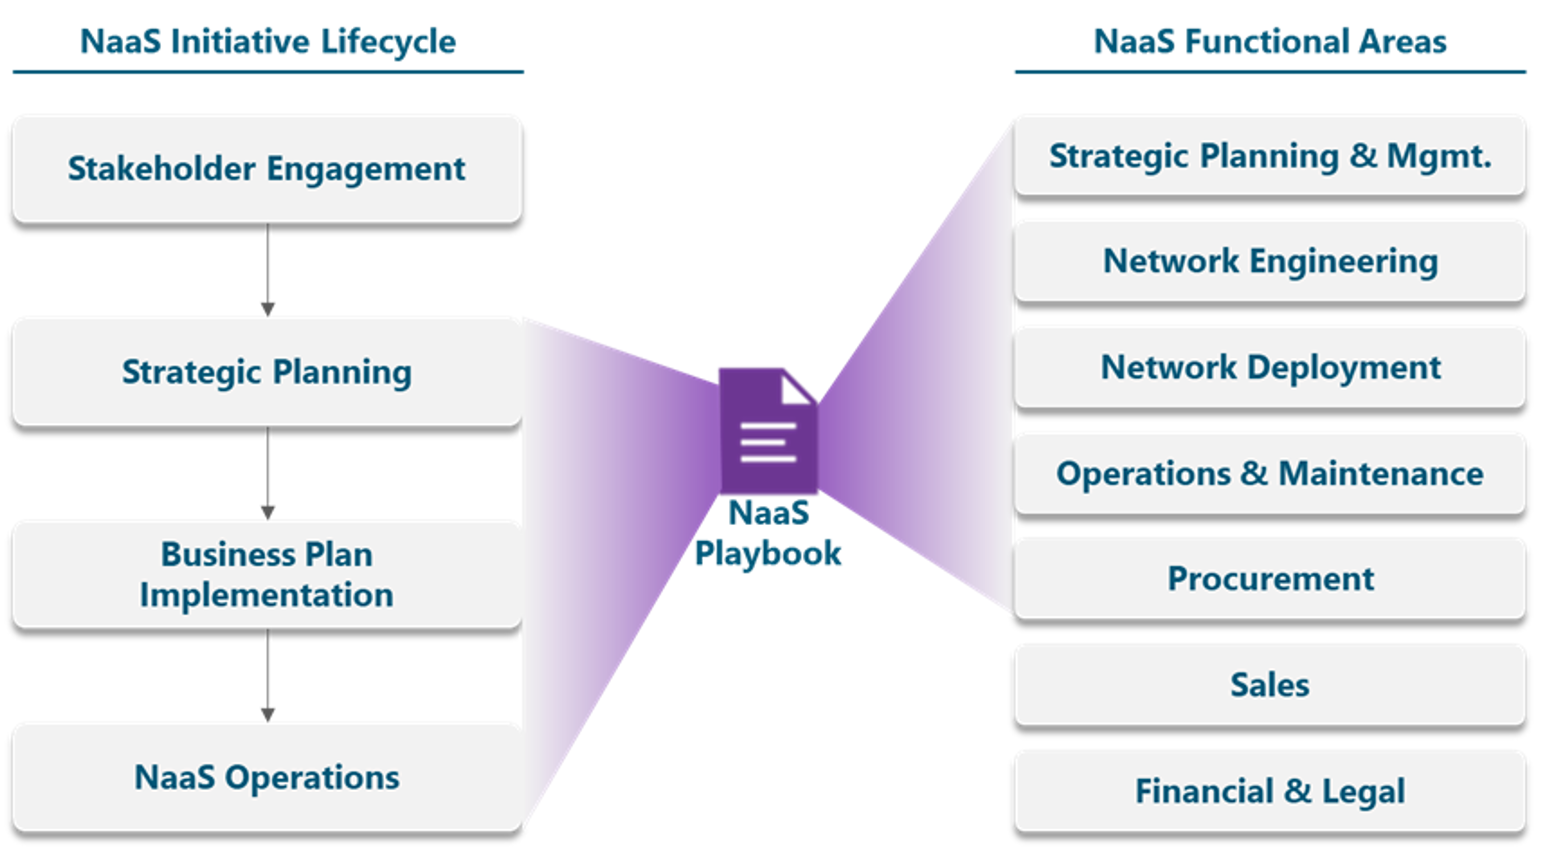 NaaS Initiative Lifecycle
Stakeholder Engagement
Strategic Planning
Business Plan
Implementation
NaaS Operations
NaaS
Playbook
NaaS Functional Areas
Strategic Planning & Mgmt.
Network Engineering
Network Deployment
Operations & Maintenance
Procurement
Sales
Financial & Legal